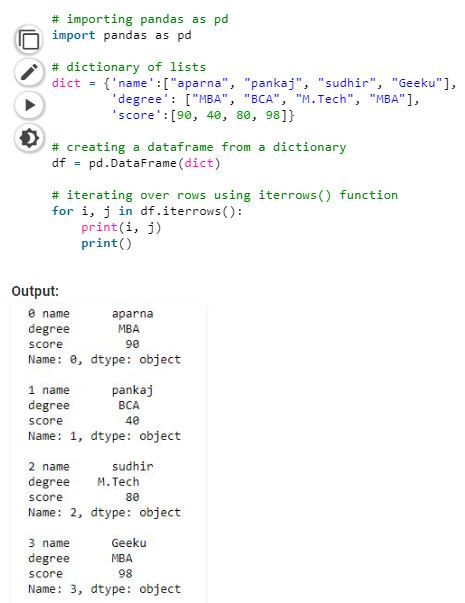 # importing pandas as pd
import pandas as pd
# dictionary of lists
dict = {'name':["aparna", "pankaj", "sudhir", "Geeku"],
'degree': ["MBA", "BCA", "M.Tech", "MBA"],
'score':[90, 40, 80, 98]}
# creating a dataframe from a dictionary
df = pd.DataFrame(dict)
# iterating over rows using iterrows() function
for i, j in df.iterrows():
print(i, j)
print()
Output:
0 name aparna
degree MBA
score 90
Name: 0, dtype: object
1 name pankaj
degree BCA
score 40
Name: 1, dtype: object
2 name sudhir
degree M.Tech
score 80
Name: 2, dtype: object
3 name Geeku
degree MBA
score 98
Name: 3, dtype: object